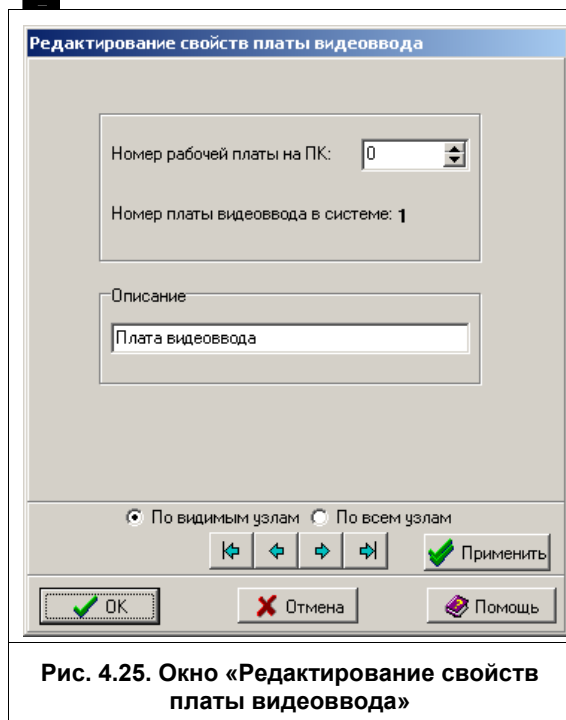 Редактирование свойств платы видеоввода
Номер рабочей платы на ПК: 0
Номер платы видеоввода в системе: 1
Описание
Плата видеоввода
По видимым узлам По всем узлам
Применить
OK Отмена Помощь
Рис. 4.25. Окно «Редактирование свойств
платы видеоввода»